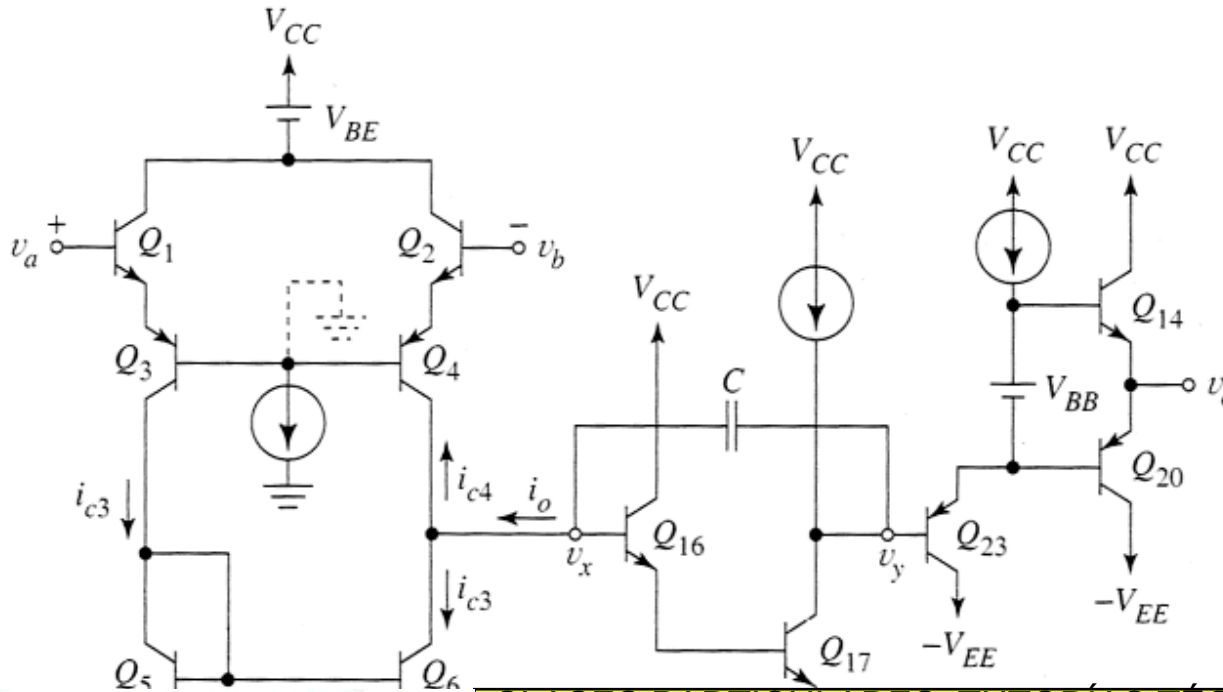 V_CC
V_BE
V_CC
V_CC
V_CC
+
v_a
Q_1
Q_2
−
v_b
V_CC
Q_14
Q_3
Q_4
C
V_BB
i_c3
i_c4
i_o
Q_20
v_x
Q_16
v_y
Q_23
i_c3
−V_EE
−V_EE
Q_5
Q_6
Q_17